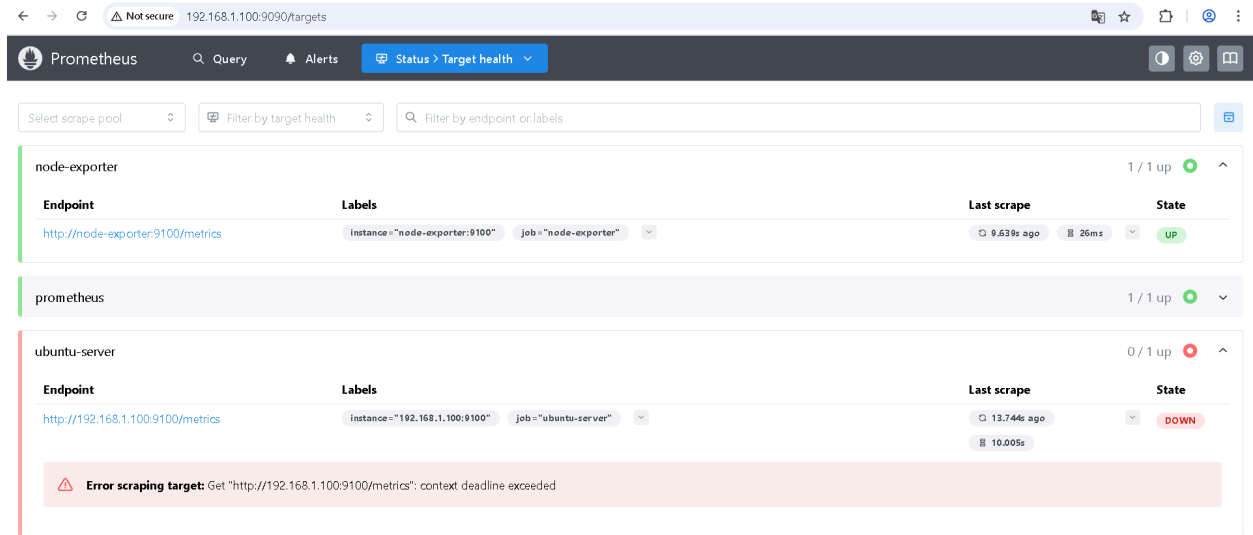 Not secure 192.168.1.100:9090/targets
Prometheus Query Alerts Status > Target health
Select scrape pool Filter by target health Filter by endpoint or labels
node-exporter 1 / 1 up
Endpoint Labels Last scrape State
http://node-exporter:9100/metrics instance="node-exporter:9100" job="node-exporter" 9.639s ago 26ms UP
prometheus 1 / 1 up
ubuntu-server 0 / 1 up
Endpoint Labels Last scrape State
http://192.168.1.100:9100/metrics instance="192.168.1.100:9100" job="ubuntu-server" 13.744s ago DOWN
10.005s
Error scraping target: Get "http://192.168.1.100:9100/metrics": context deadline exceeded